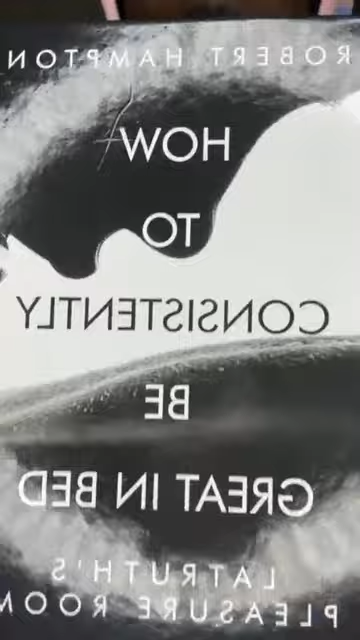 ROBERT HAMPTON
HOW
TO
CONSISTENTLY
BE
GREAT IN BED
LATRUTH'S
PLEASURE ROOM